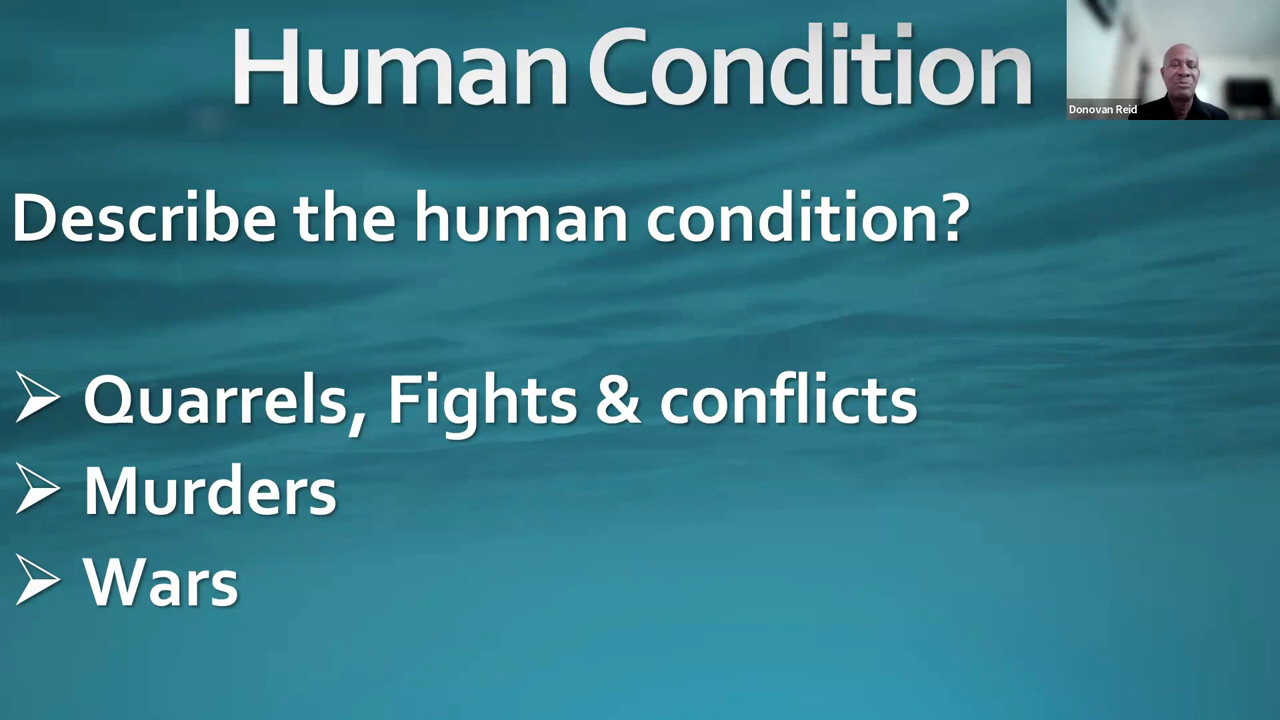 Human Condition
Donovan Reid
Describe the human condition?
➢ Quarrels, Fights & conflicts
➢ Murders
➢ Wars